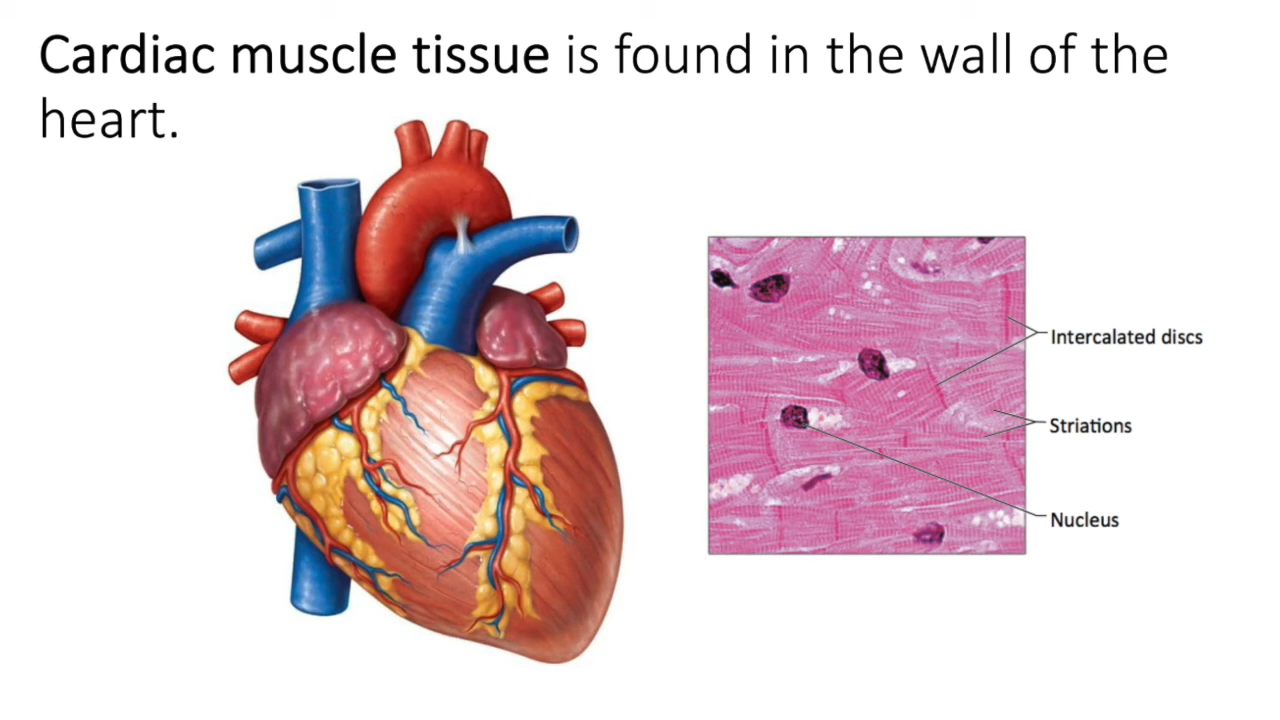 Cardiac muscle tissue is found in the wall of the
heart.
Intercalated discs
Striations
Nucleus